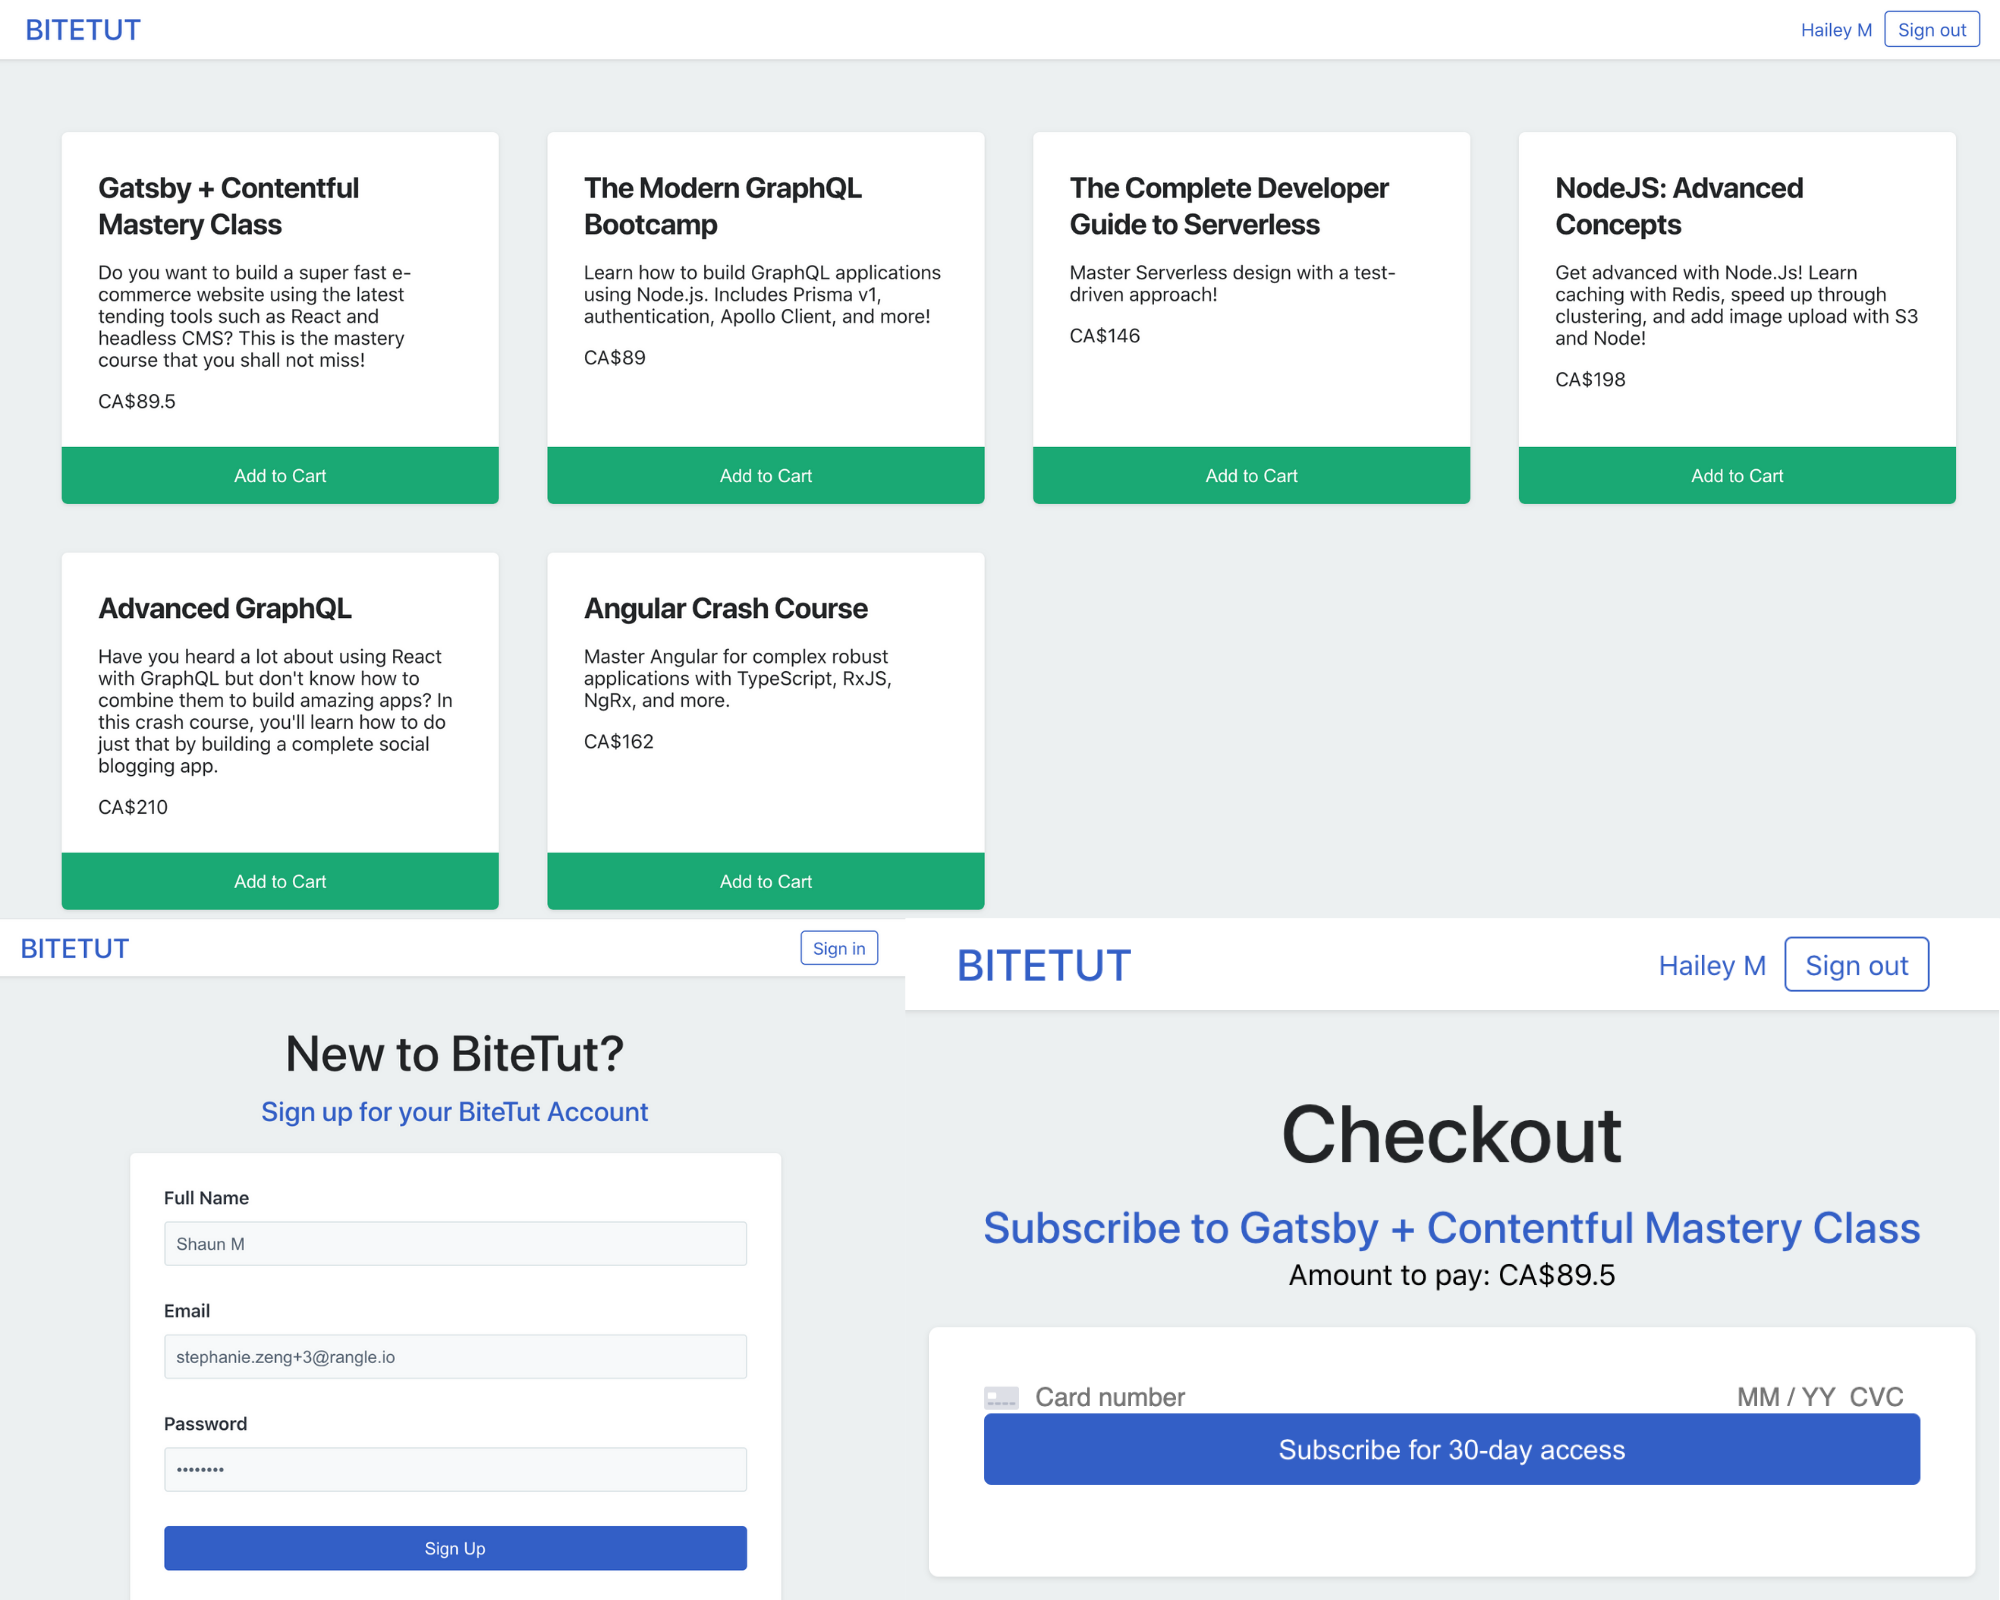 BITETUT
Hailey M
Sign out
Gatsby + Contentful
Mastery Class
Do you want to build a super fast e-
commerce website using the latest
tending tools such as React and
headless CMS? This is the mastery
course that you shall not miss!
CA$89.5
Add to Cart
The Modern GraphQL
Bootcamp
Learn how to build GraphQL applications
using Node.js. Includes Prisma v1,
authentication, Apollo Client, and more!
CA$89
Add to Cart
The Complete Developer
Guide to Serverless
Master Serverless design with a test-
driven approach!
CA$146
Add to Cart
NodeJS: Advanced
Concepts
Get advanced with Node.Js! Learn
caching with Redis, speed up through
clustering, and add image upload with S3
and Node!
CA$198
Add to Cart
Advanced GraphQL
Have you heard a lot about using React
with GraphQL but don't know how to
combine them to build amazing apps? In
this crash course, you'll learn how to do
just that by building a complete social
blogging app.
CA$210
Add to Cart
Angular Crash Course
Master Angular for complex robust
applications with TypeScript, RxJS,
NgRx, and more.
CA$162
Add to Cart
BITETUT
Sign in
New to BiteTut?
Sign up for your BiteTut Account
Full Name
Shaun M
Email
stephanie.zeng+3@rangle.io
Password
••••••••
Sign Up
BITETUT
Hailey M
Sign out
Checkout
Subscribe to Gatsby + Contentful Mastery Class
Amount to pay: CA$89.5
Card number
MM / YY CVC
Subscribe for 30-day access